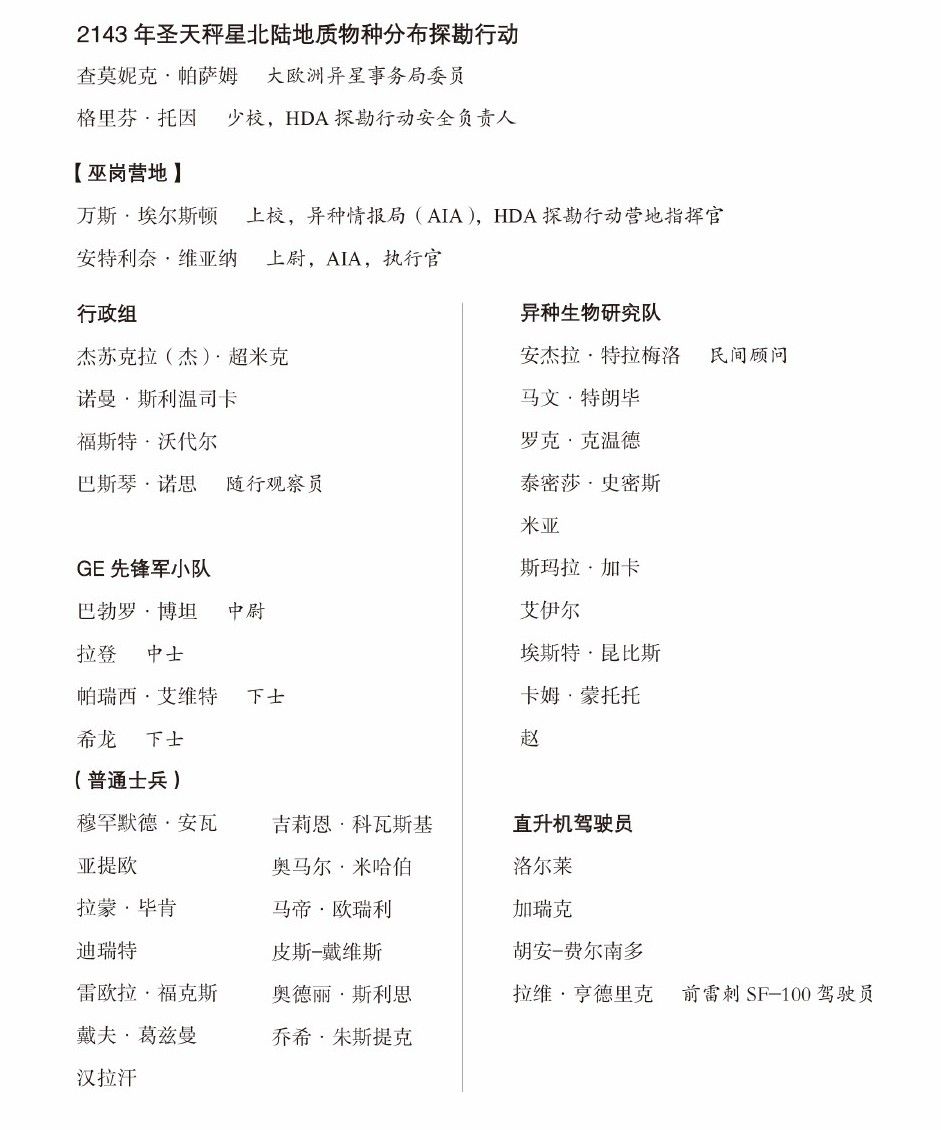 2143 年圣天秤星北陆地质物种分布探勘行动
查莫妮克·帕萨姆 大欧洲异星事务局委员
格里芬·托因 少校，HDA 探勘行动安全负责人
【巫岗营地】
万斯·埃尔斯顿 上校，异种情报局（AIA），HDA 探勘行动营地指挥官
安特利奈·维亚纳 上尉，AIA，执行官
行政组
杰苏克拉（杰）·超米克
诺曼·斯利温司卡
福斯特·沃代尔
巴斯琴·诺思 随行观察员
GE 先锋军小队
巴勃罗·博坦 中尉
拉登 中士
帕瑞西·艾维特 下士
希龙 下士
（普通士兵）
穆罕默德·安瓦 吉莉恩·科瓦斯基
亚提欧 奥马尔·米哈伯
拉蒙·毕肯 马帝·欧瑞利
迪瑞特 皮斯–戴维斯
雷欧拉·福克斯 奥德丽·斯利思
戴夫·葛兹曼 乔希·朱斯提克
汉拉汗
异种生物研究队
安杰拉·特拉梅洛 民间顾问
马文·特朗毕
罗克·克温德
泰密莎·史密斯
米亚
斯玛拉·加卡
艾伊尔
埃斯特·昆比斯
卡姆·蒙托托
赵
直升机驾驶员
洛尔莱
加瑞克
胡安–费尔南多
拉维·亨德里克 前雷刺 SF–100 驾驶员